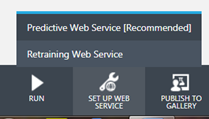 Predictive Web Service [Recommended]
Retraining Web Service
RUN
SET UP WEB
SERVICE
PUBLISH TO
GALLERY